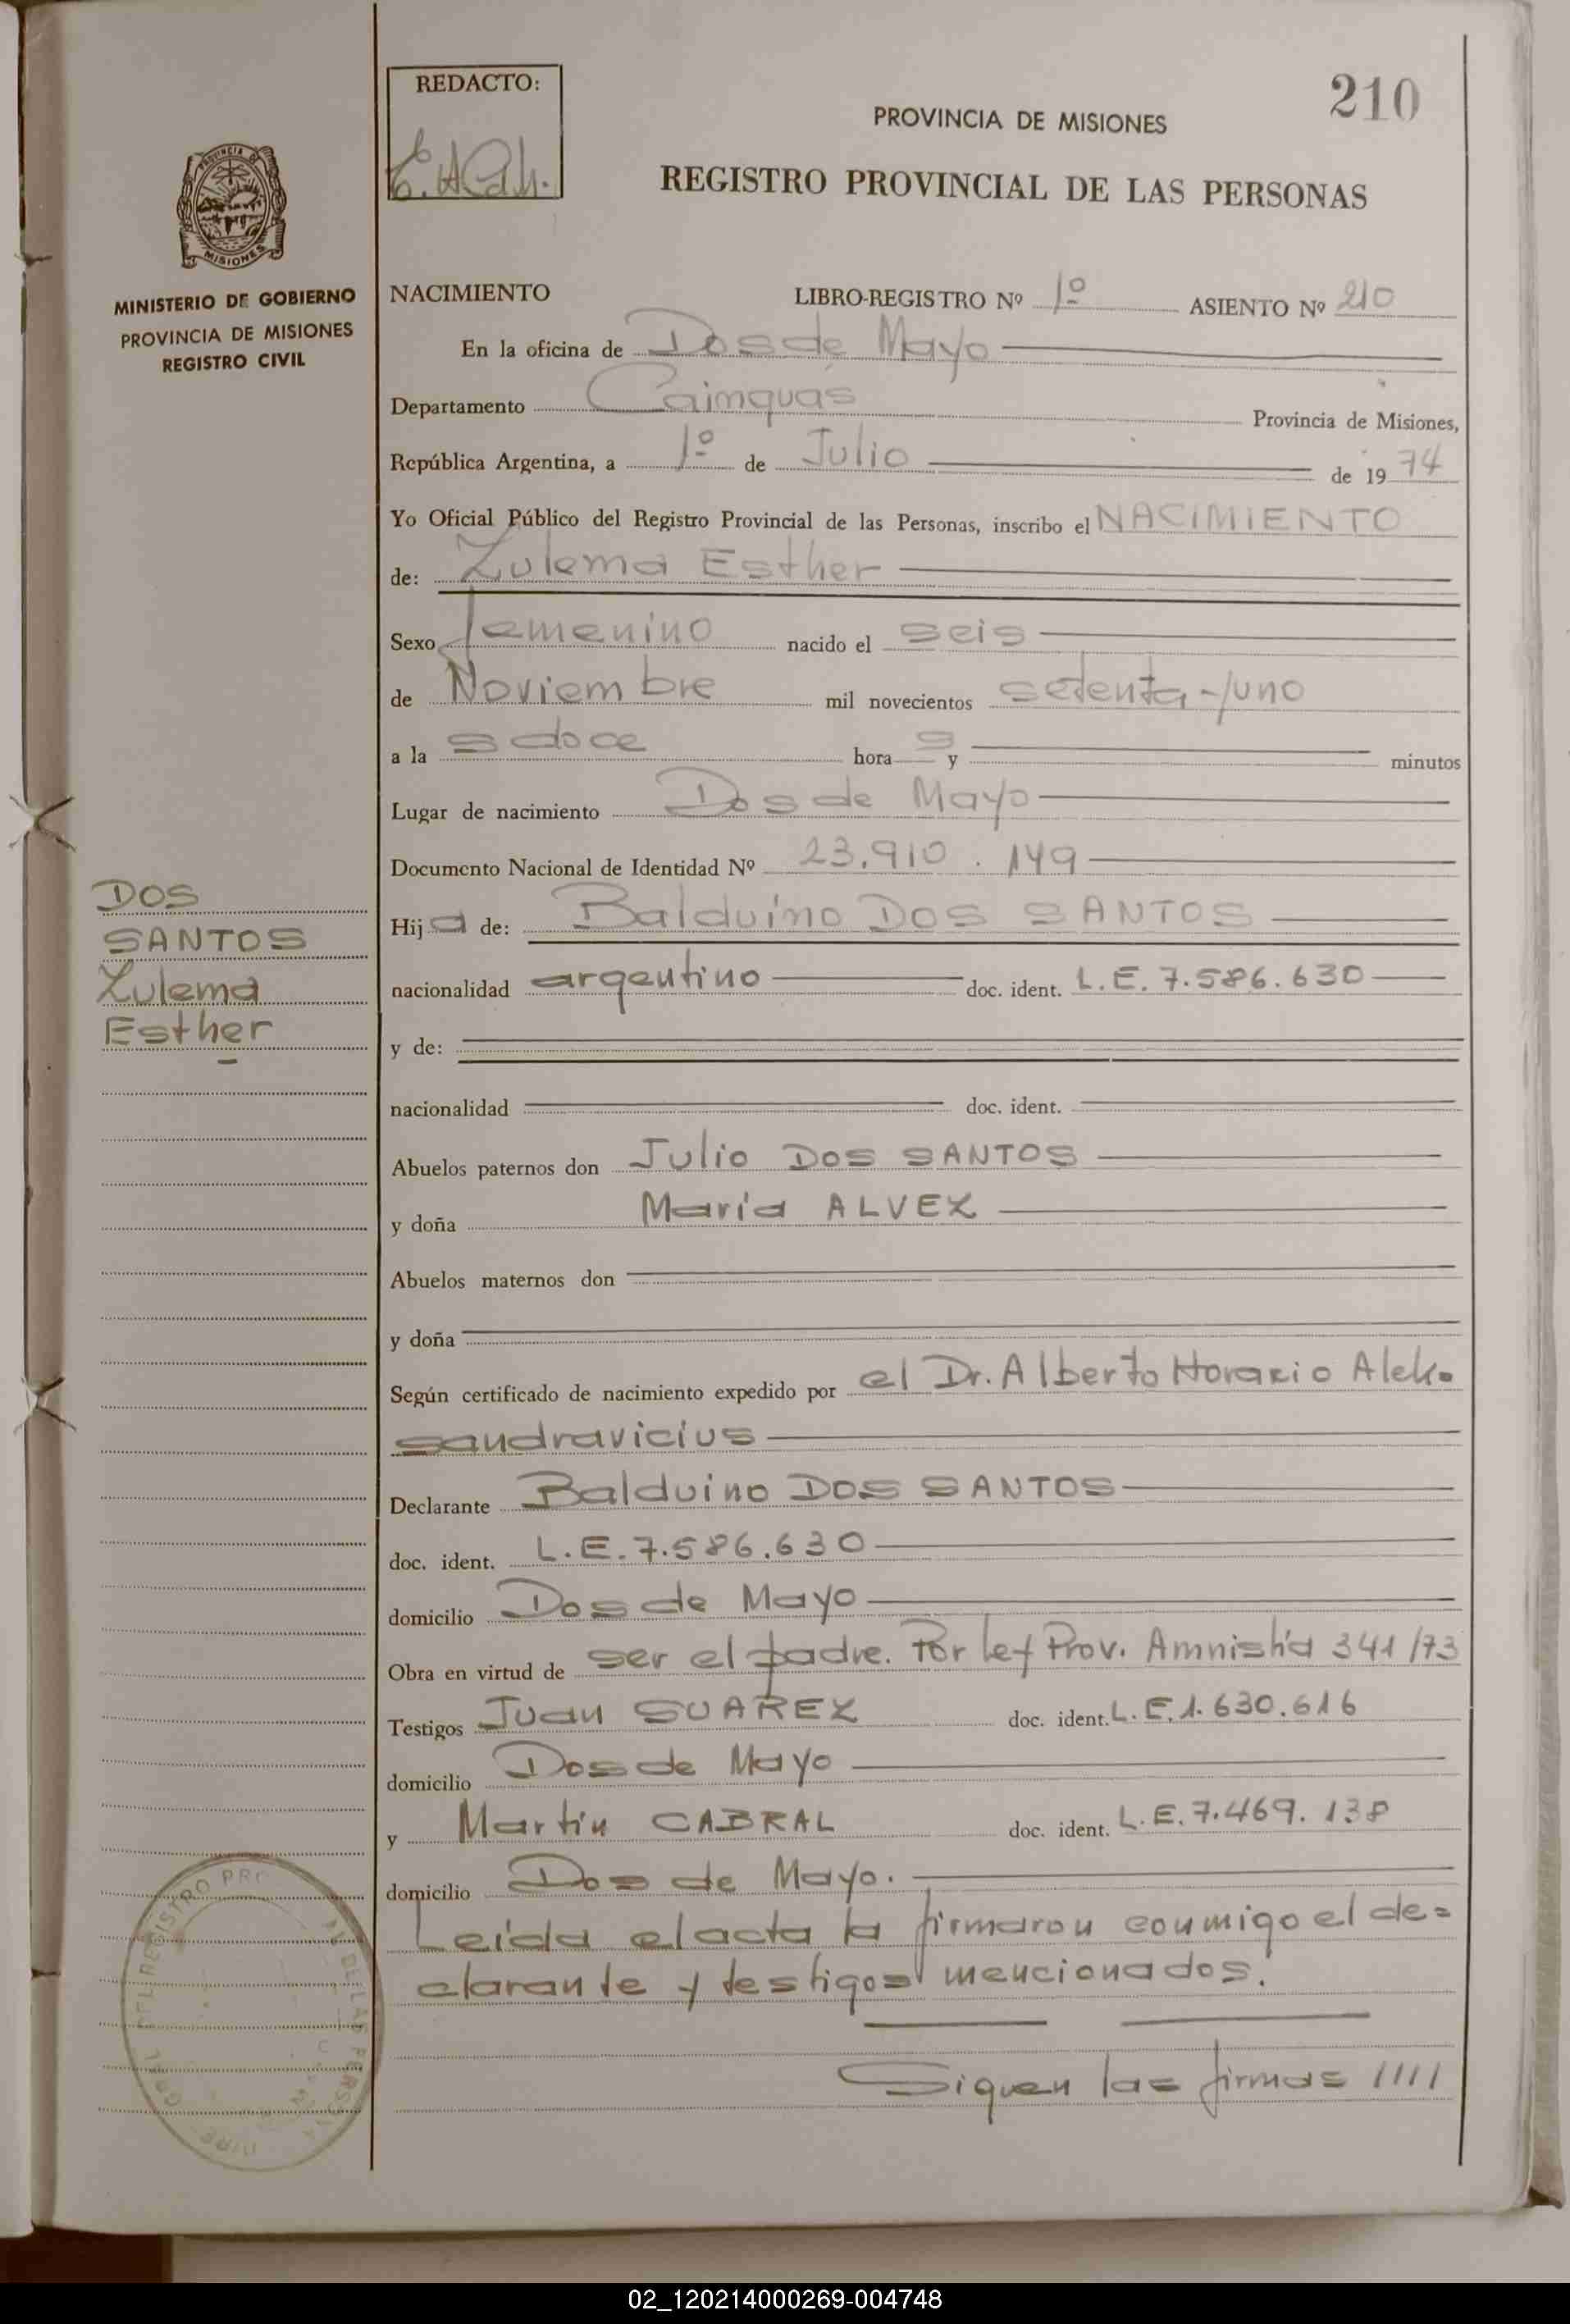 REDACTO:
210
PROVINCIA DE MISIONES
REGISTRO PROVINCIAL DE LAS PERSONAS
PROVINCIA DE
MISIONES
MINISTERIO DE GOBIERNO
PROVINCIA DE MISIONES
REGISTRO CIVIL
NACIMIENTO LIBRO-REGISTRO Nº 1º ASIENTO Nº 210
En la oficina de Dos de Mayo
Departamento Cainguás Provincia de Misiones,
República Argentina, a 1º de Julio de 1974
Yo Oficial Público del Registro Provincial de las Personas, inscribo el NACIMIENTO
de: Zulema Esther
Sexo femenino nacido el seis
de Noviembre mil novecientos setenta y uno
a la s doce hora s y minutos
Lugar de nacimiento Dos de Mayo
Documento Nacional de Identidad Nº 23.910.149
DOS
SANTOS
Zulema
Esther
Hija de: Balduino DOS SANTOS
nacionalidad argentino doc. ident. L.E. 7.586.630
y de:
nacionalidad doc. ident.
Abuelos paternos don Julio DOS SANTOS
y doña María ALVEZ
Abuelos maternos don
y doña
Según certificado de nacimiento expedido por el Dr. Alberto Horazio Alek-
sandravicius
Declarante Balduino DOS SANTOS
doc. ident. L.E. 7.586.630
domicilio Dos de Mayo
Obra en virtud de ser el padre. Por ley Prov. Amnistía 341/73
Testigos Juan SUAREZ doc. ident. L.E. 1.630.616
domicilio Dos de Mayo
y Martín CABRAL doc. ident. L.E. 7.469.138
domicilio Dos de Mayo.
Leída el acta la firmaron conmigo el de=
clarante y testigos mencionados.
Siguen las firmas ////
02_120214000269-004748